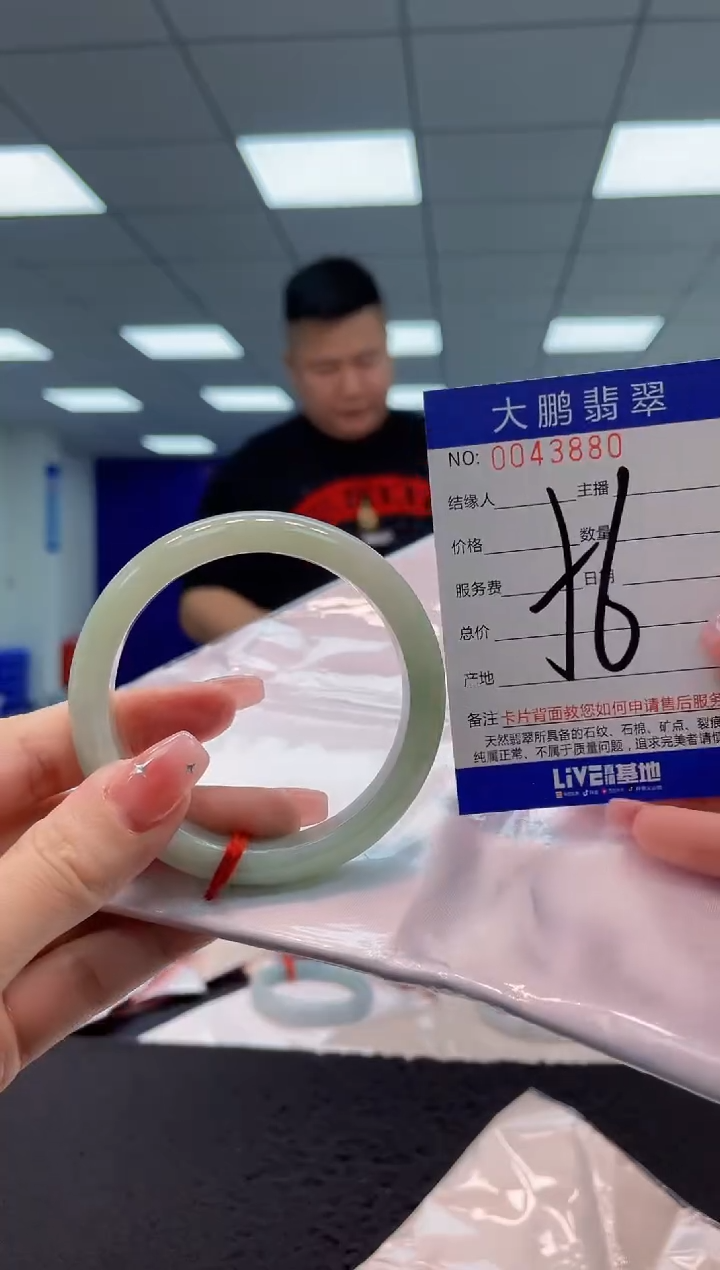 大鹏翡翠
NO: 0043880
结缘人 主播
价格 数量
服务费 日期
总价
产地
备注 卡片背面教您如何申请售后服务
天然翡翠所具备的石纹、石棉、矿点、裂
纯属正常、不属于质量问题，追求完美者请慎
LiVE 基地